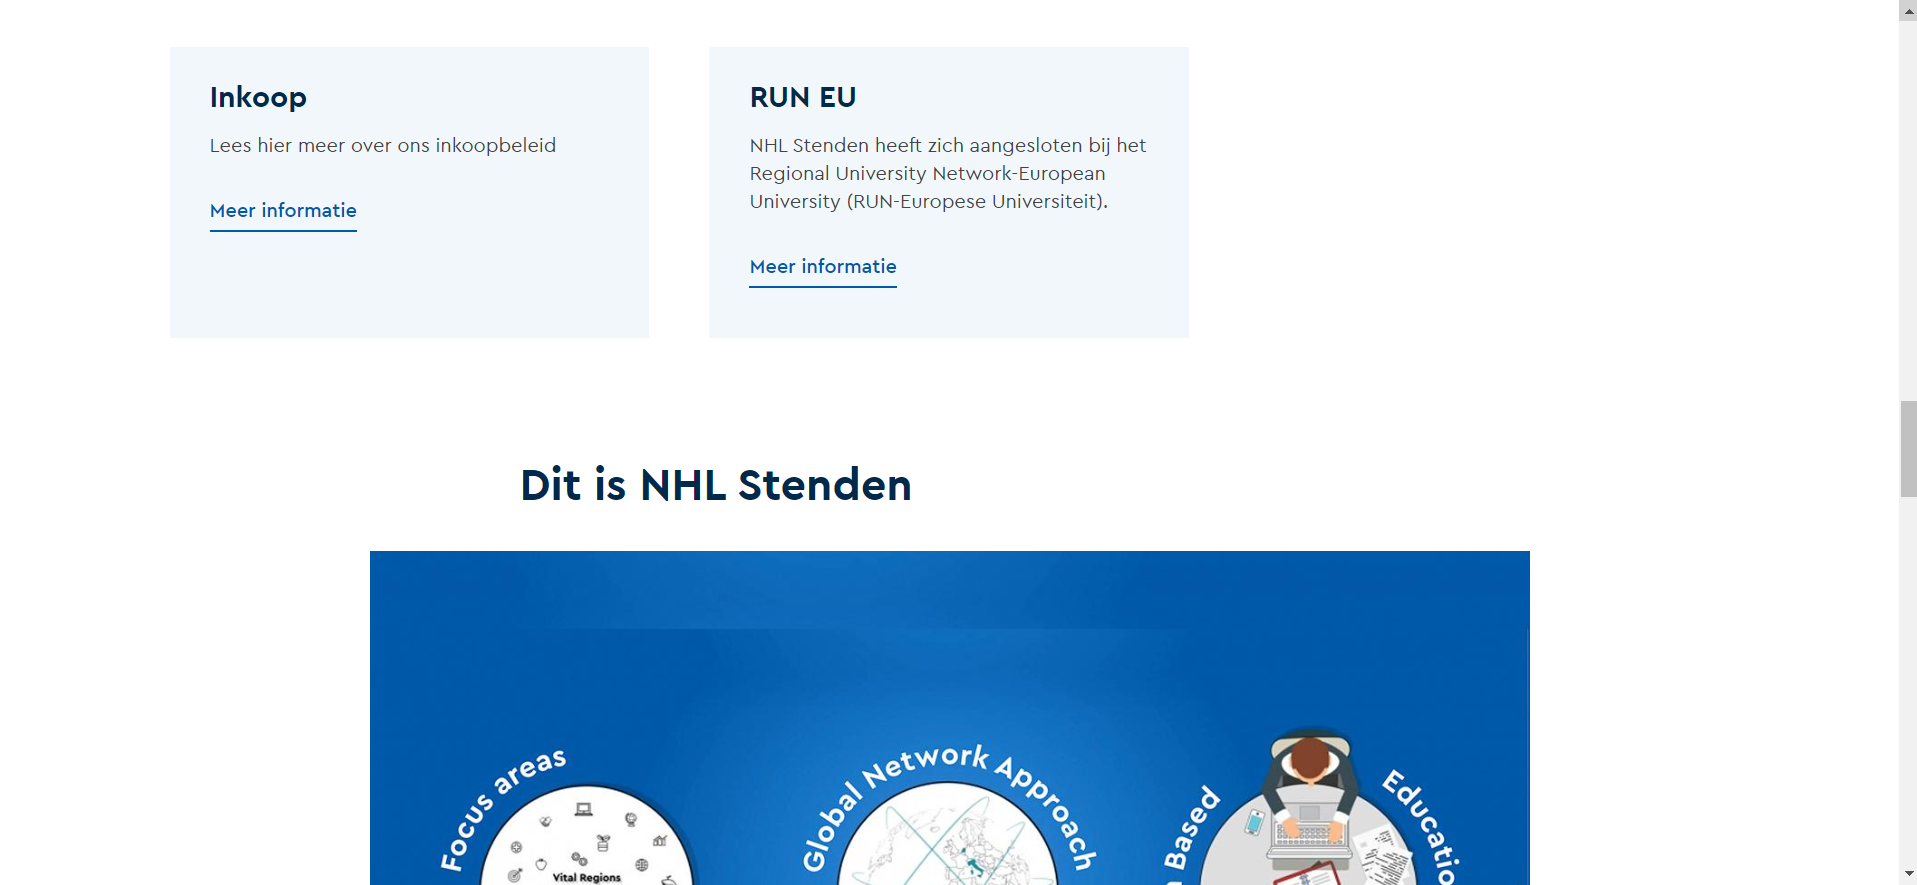 Inkoop
Lees hier meer over ons inkoopbeleid
Meer informatie
RUN EU
NHL Stenden heeft zich aangesloten bij het
Regional University Network-European
University (RUN-Europese Universiteit).
Meer informatie
Dit is NHL Stenden
Focus areas
Vital Regions
Global Network Approach
Based